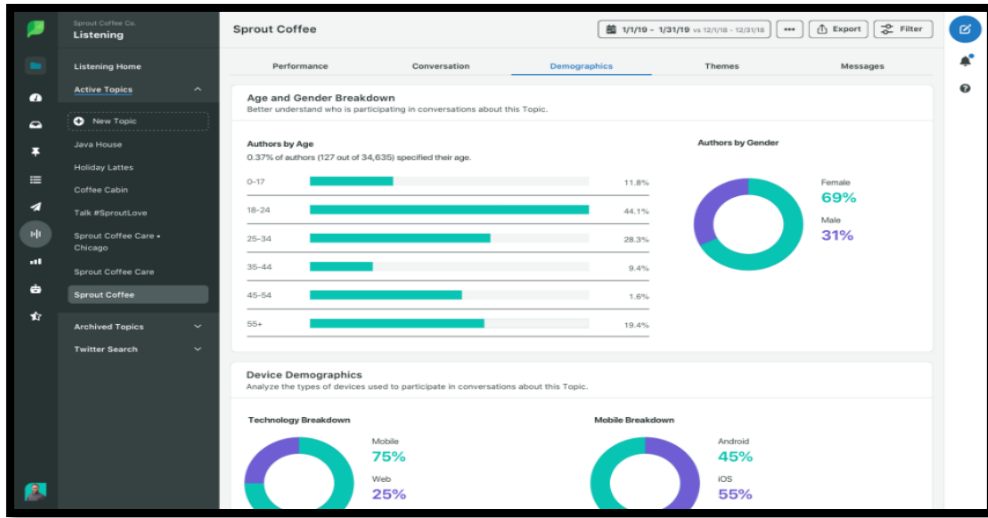 Sprout Coffee Co.
Listening
Listening Home
Active Topics
New Topic
Java House
Holiday Lattes
Coffee Cabin
Talk #SproutLove
Sprout Coffee Care •
Chicago
Sprout Coffee Care
Sprout Coffee
Archived Topics
Twitter Search
Sprout Coffee
1/1/19 - 1/31/19 vs 12/1/18 - 12/31/18
Export
Filter
Performance
Conversation
Demographics
Themes
Messages
Age and Gender Breakdown
Better understand who is participating in conversations about this Topic.
Authors by Age
0.37% of authors (127 out of 34,635) specified their age.
0-17 11.8%
18-24 44.1%
25-34 28.3%
35-44 9.4%
45-54 1.6%
55+ 19.4%
Authors by Gender
Female
69%
Male
31%
Device Demographics
Analyze the types of devices used to participate in conversations about this Topic.
Technology Breakdown
Mobile
75%
Web
25%
Mobile Breakdown
Android
45%
iOS
55%